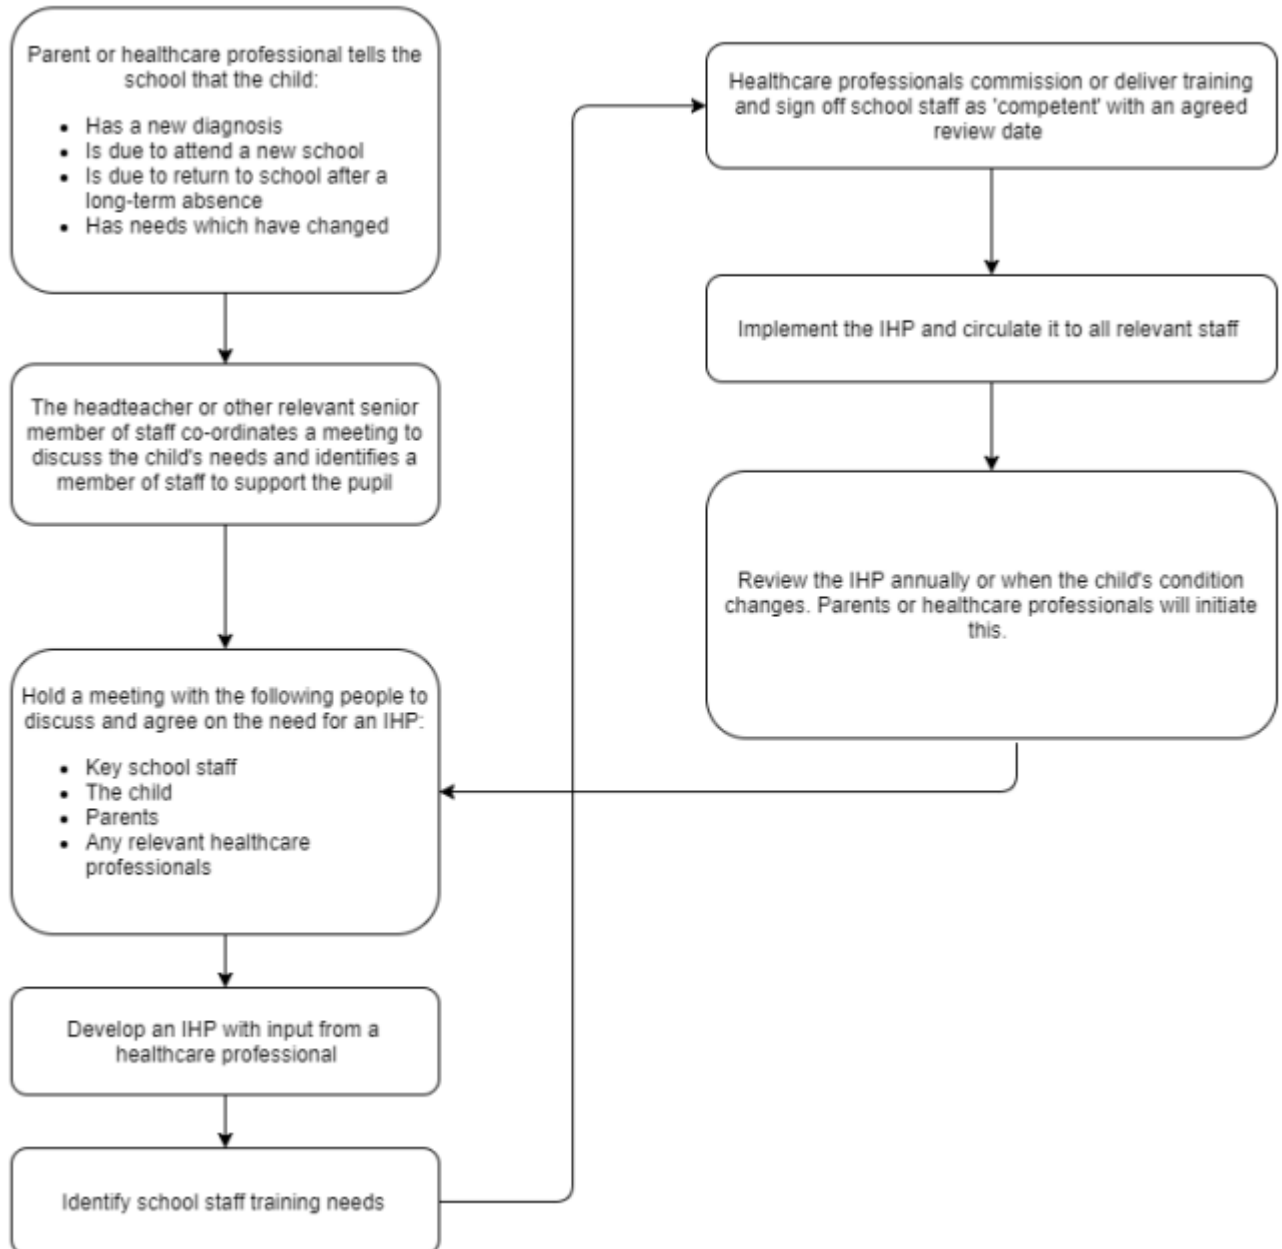 Parent or healthcare professional tells the
school that the child:
• Has a new diagnosis
• Is due to attend a new school
• Is due to return to school after a
long-term absence
• Has needs which have changed
The headteacher or other relevant senior
member of staff co-ordinates a meeting to
discuss the child's needs and identifies a
member of staff to support the pupil
Hold a meeting with the following people to
discuss and agree on the need for an IHP:
• Key school staff
• The child
• Parents
• Any relevant healthcare
professionals
Develop an IHP with input from a
healthcare professional
Identify school staff training needs
Healthcare professionals commission or deliver training
and sign off school staff as 'competent' with an agreed
review date
Implement the IHP and circulate it to all relevant staff
Review the IHP annually or when the child's condition
changes. Parents or healthcare professionals will initiate
this.